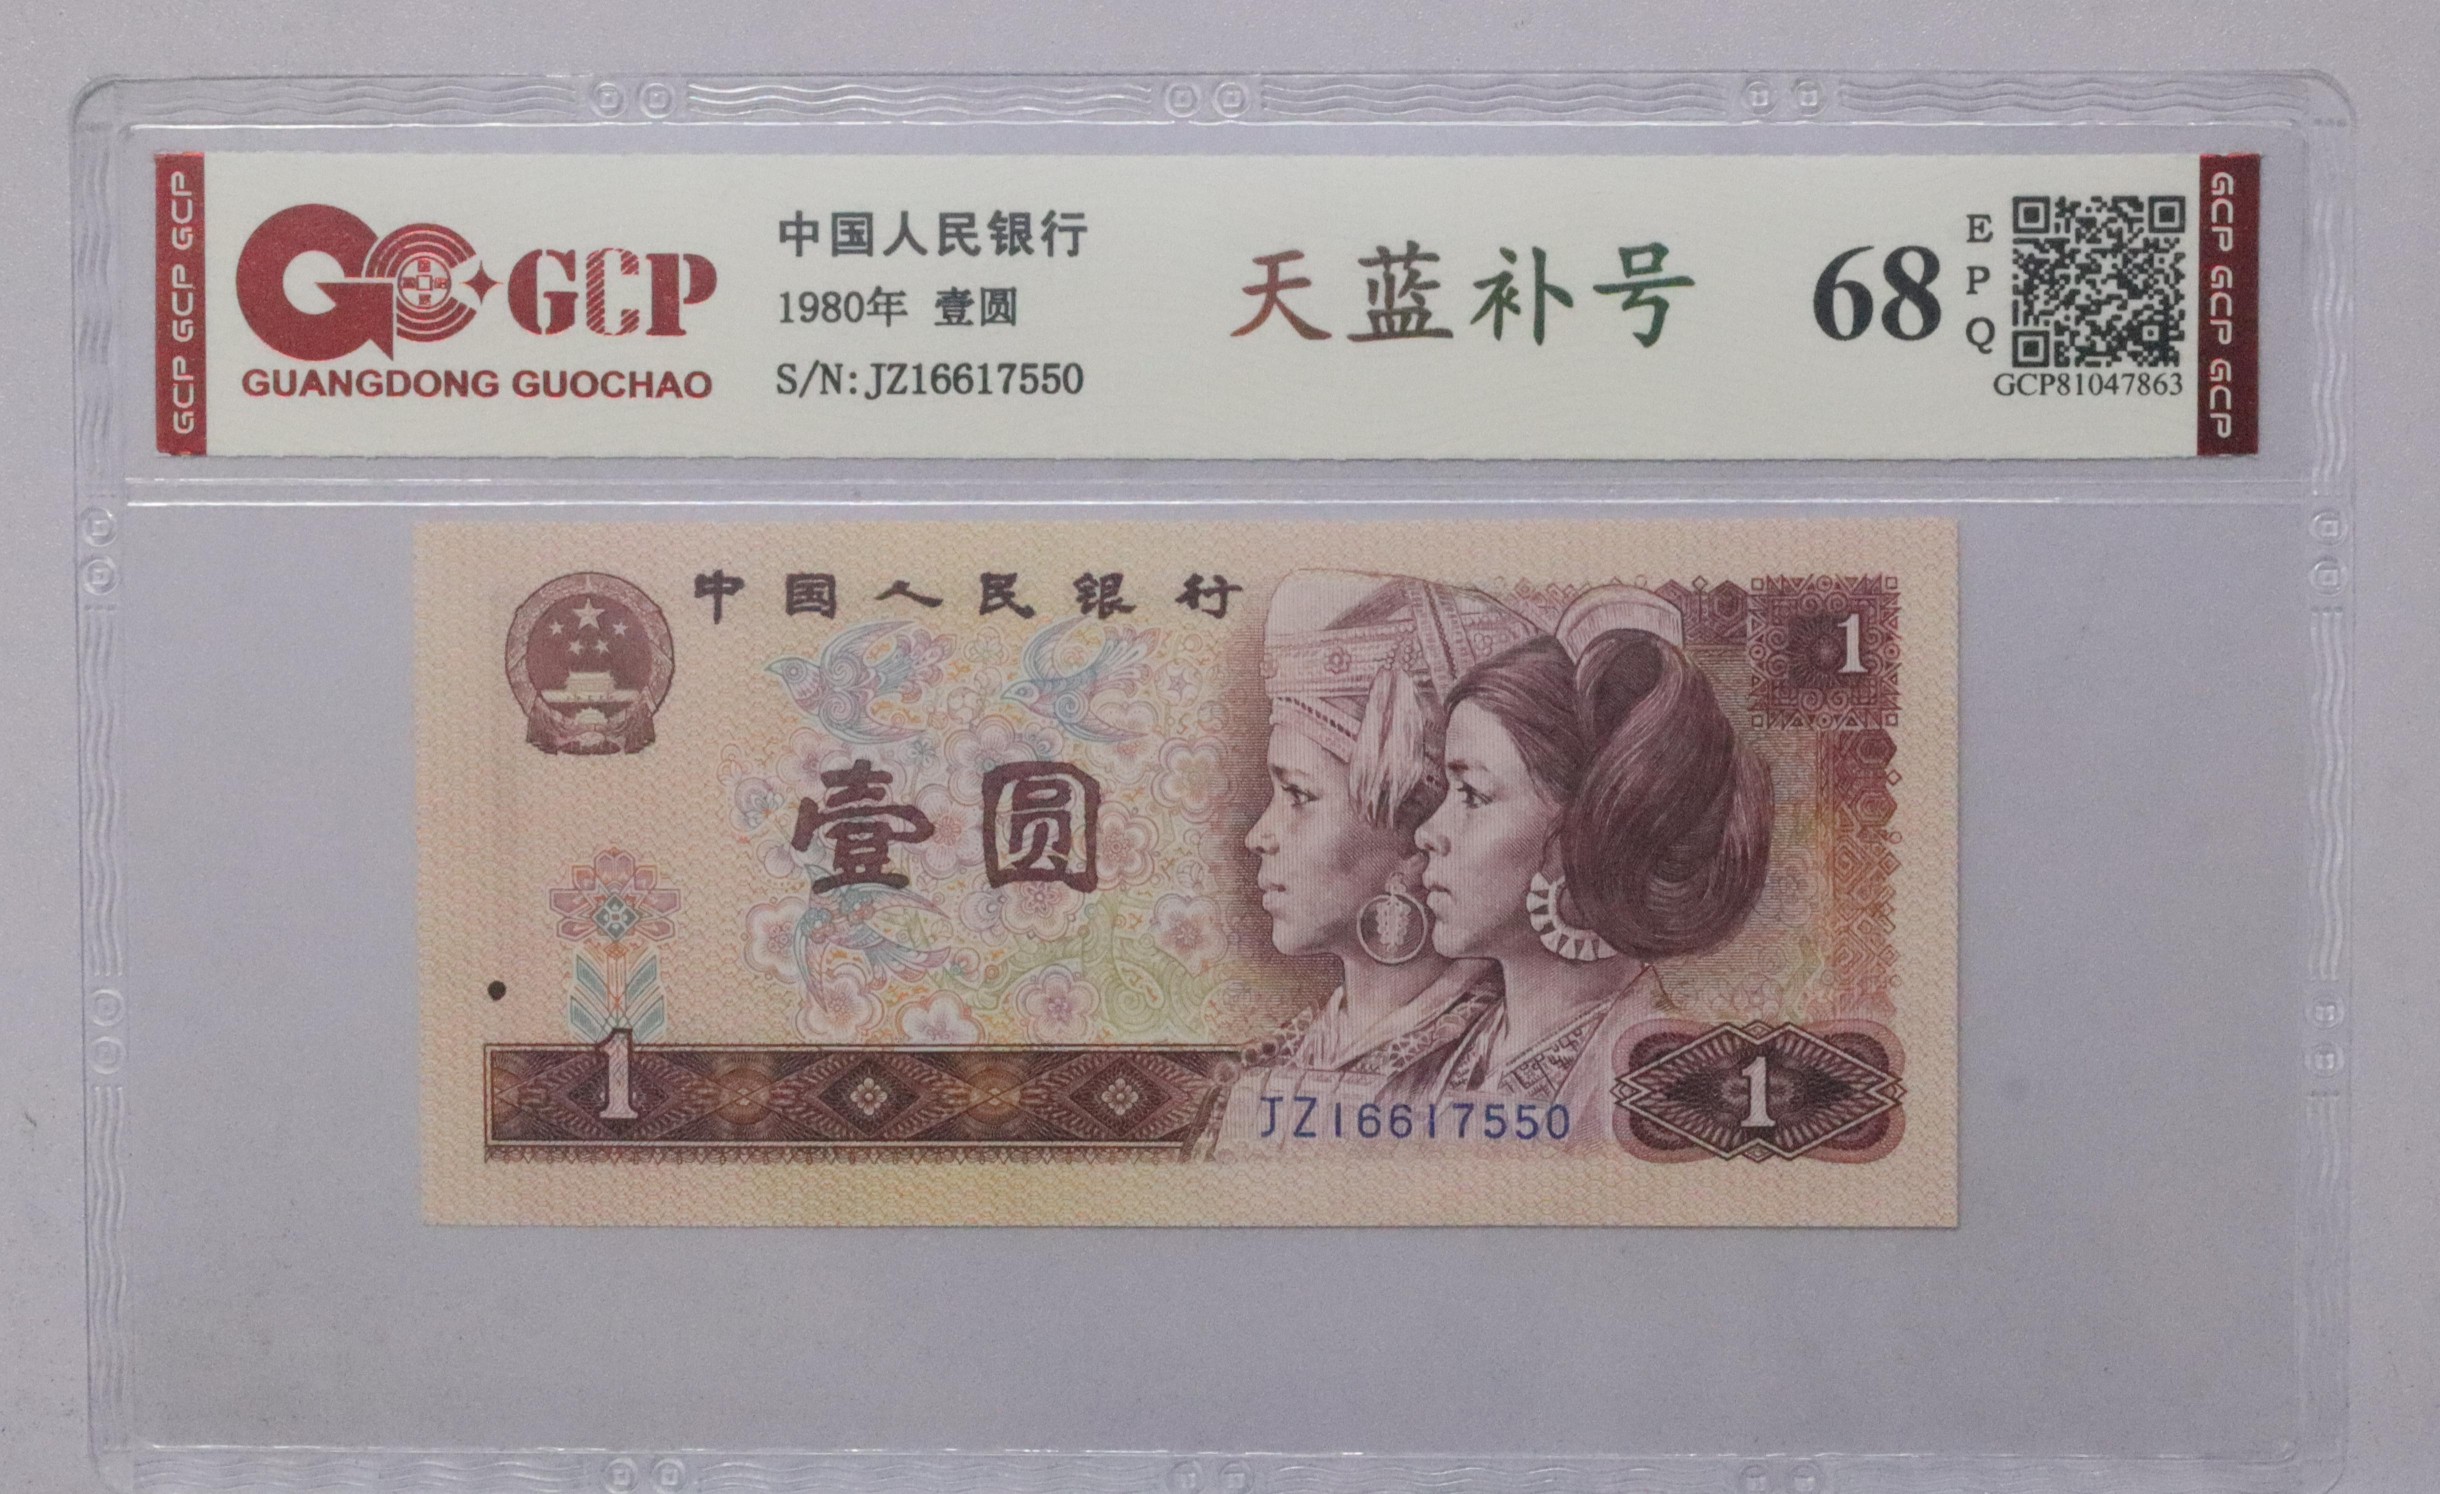 GCP GCP GCP
GCP
GUANGDONG GUOCHAO
中国人民银行
1980年 壹圆
S/N:JZ16617550
天蓝补号
68
EPQ
GCP81047863
GCP GCP GCP
中国人民银行
1
壹圆
1
JZ16617550
1